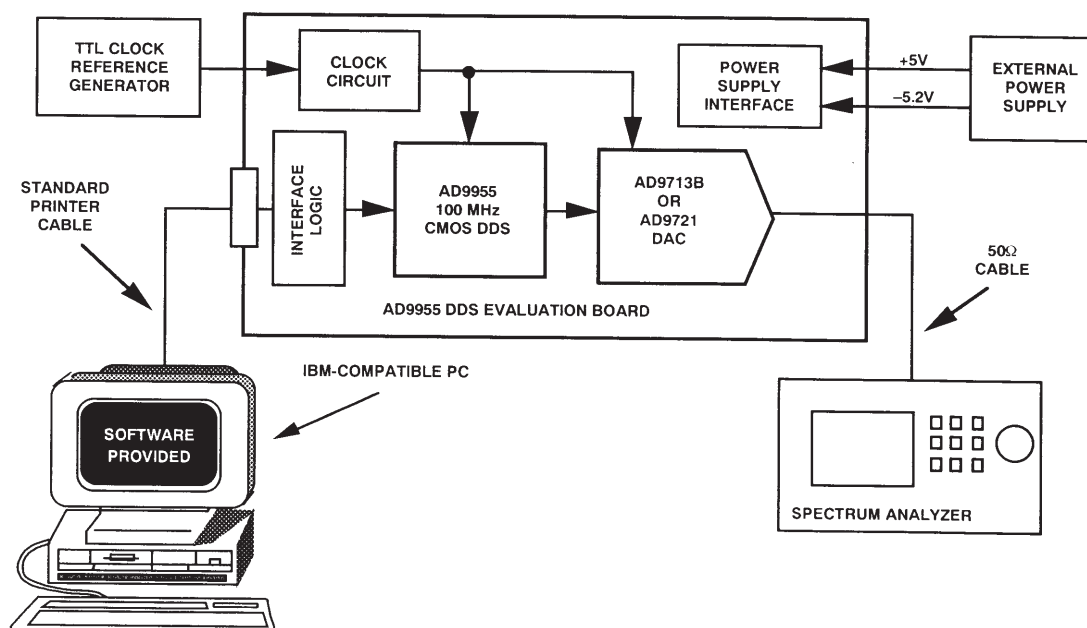 TTL CLOCK
REFERENCE
GENERATOR
CLOCK
CIRCUIT
POWER
SUPPLY
INTERFACE
+5V
–5.2V
EXTERNAL
POWER
SUPPLY
STANDARD
PRINTER
CABLE
INTERFACE
LOGIC
AD9955
100 MHz
CMOS DDS
AD9713B
OR
AD9721
DAC
50Ω
CABLE
AD9955 DDS EVALUATION BOARD
IBM-COMPATIBLE PC
SOFTWARE
PROVIDED
SPECTRUM ANALYZER